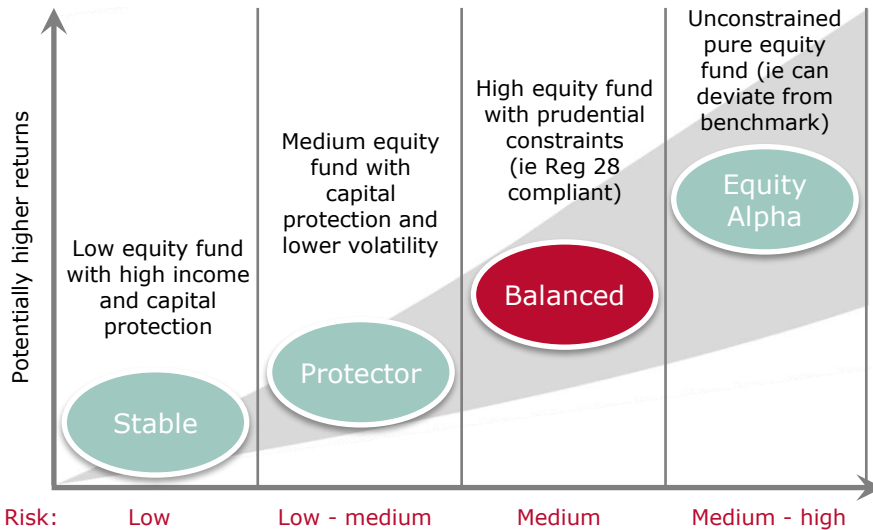 Potentially higher returns
Low equity fund
with high income
and capital
protection
Stable
Medium equity
fund with
capital
protection and
lower volatility
Protector
High equity fund
with prudential
constraints
(ie Reg 28
compliant)
Balanced
Unconstrained
pure equity
fund (ie can
deviate from
benchmark)
Equity
Alpha
Risk: Low Low - medium Medium Medium - high